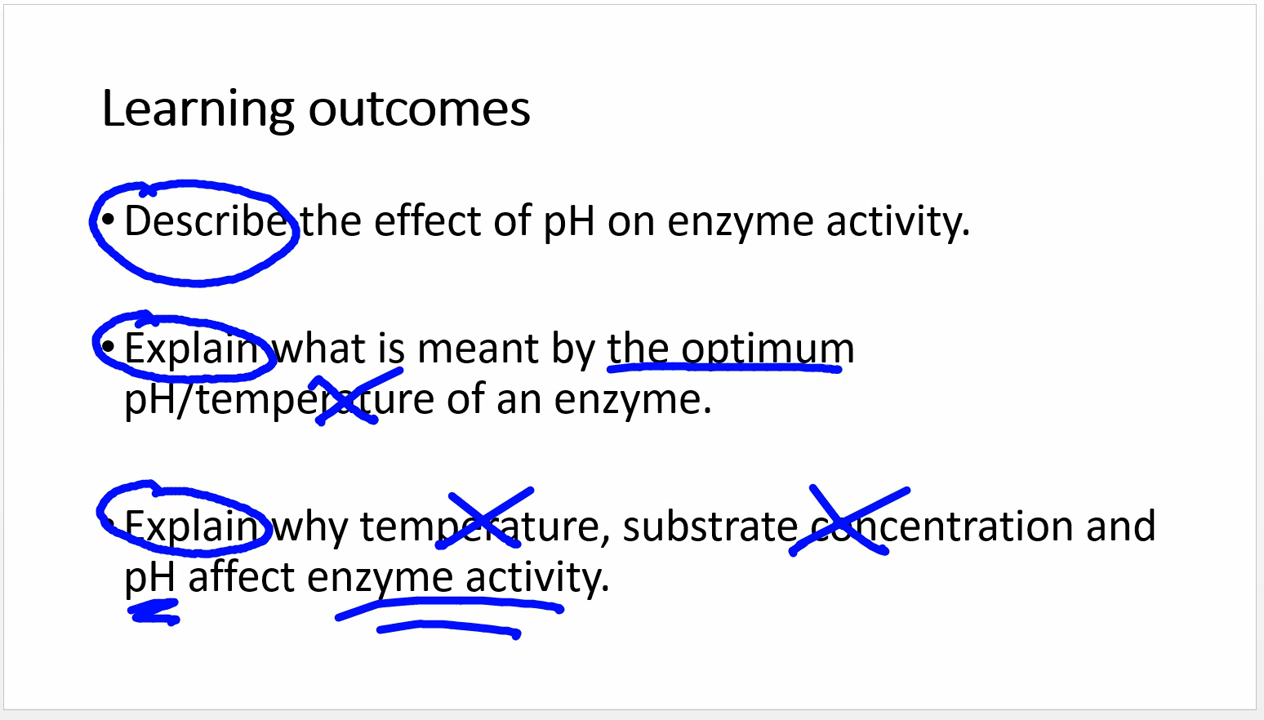 Learning outcomes
• Describe the effect of pH on enzyme activity.
• Explain what is meant by the optimum
pH/temperature of an enzyme.
• Explain why temperature, substrate concentration and
pH affect enzyme activity.